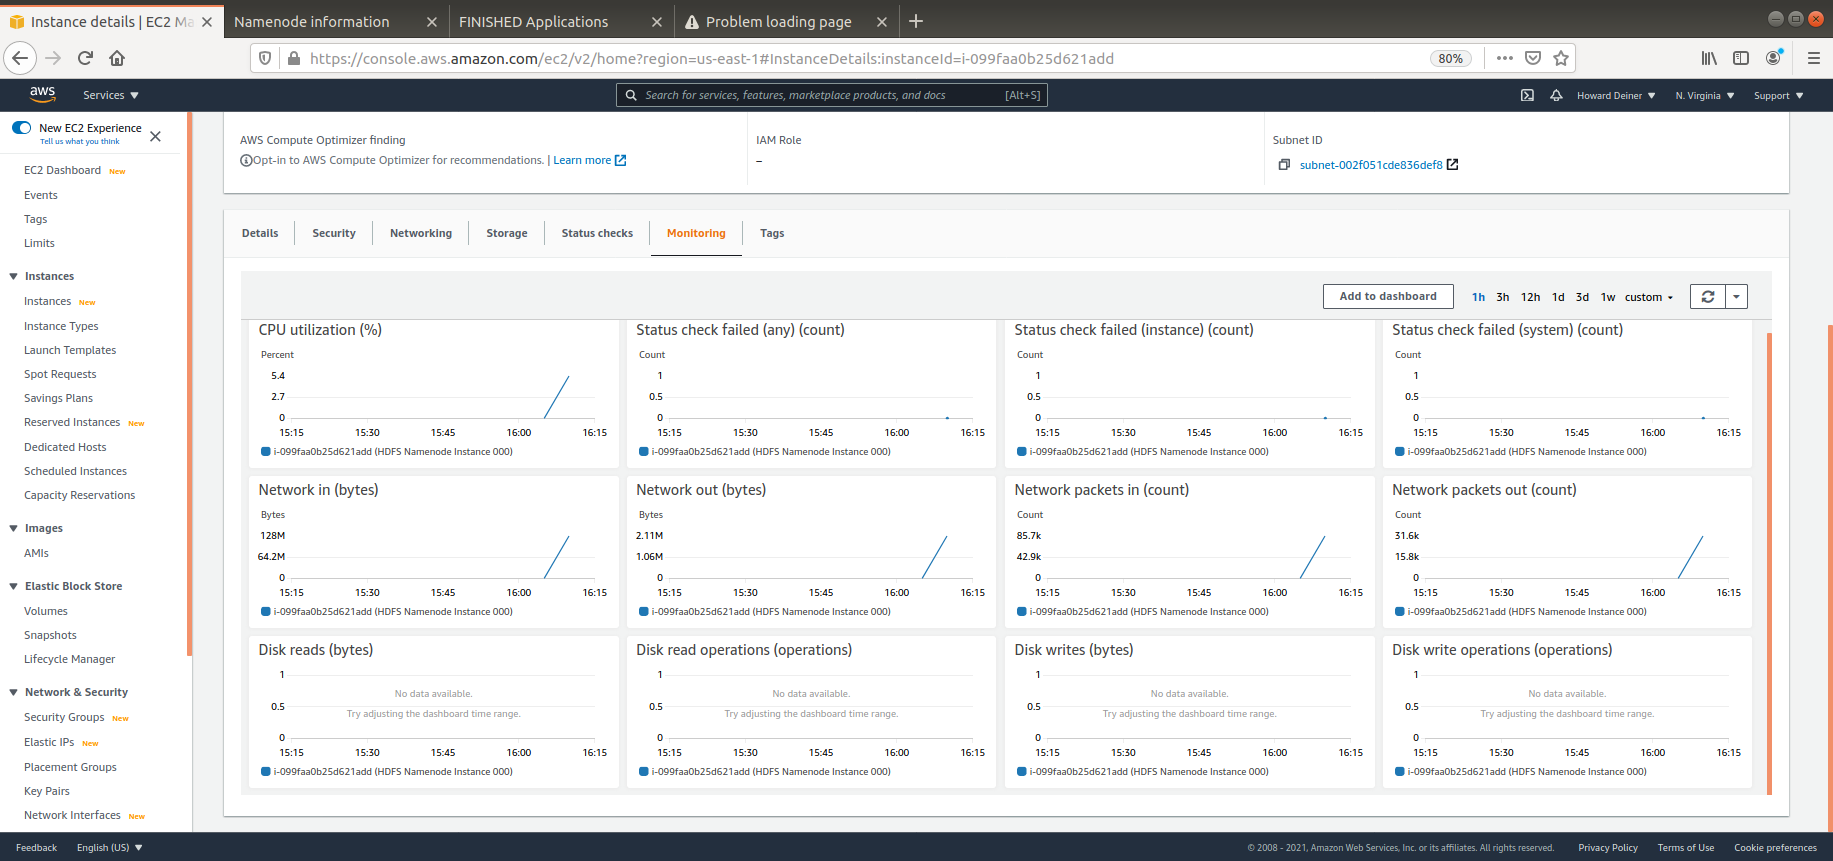 Instance details | EC2 Ma
Namenode information
FINISHED Applications
Problem loading page
https://console.aws.amazon.com/ec2/v2/home?region=us-east-1#InstanceDetails:instanceId=i-099faa0b25d621add
80%
aws
Services
Search for services, features, marketplace products, and docs
[Alt+S]
Howard Deiner
N. Virginia
Support
New EC2 Experience
Tell us what you think
EC2 Dashboard New
Events
Tags
Limits
Instances
Instances New
Instance Types
Launch Templates
Spot Requests
Savings Plans
Reserved Instances New
Dedicated Hosts
Scheduled Instances
Capacity Reservations
Images
AMIs
Elastic Block Store
Volumes
Snapshots
Lifecycle Manager
Network & Security
Security Groups New
Elastic IPs New
Placement Groups
Key Pairs
Network Interfaces New
AWS Compute Optimizer finding
Opt-in to AWS Compute Optimizer for recommendations. | Learn more
IAM Role
–
Subnet ID
subnet-002f051cde836def8
Details
Security
Networking
Storage
Status checks
Monitoring
Tags
Add to dashboard
1h 3h 12h 1d 3d 1w custom
CPU utilization (%)
Percent
5.4
2.7
0
15:15 15:30 15:45 16:00 16:15
i-099faa0b25d621add (HDFS Namenode Instance 000)
Status check failed (any) (count)
Count
1
0.5
0
15:15 15:30 15:45 16:00 16:15
i-099faa0b25d621add (HDFS Namenode Instance 000)
Status check failed (instance) (count)
Count
1
0.5
0
15:15 15:30 15:45 16:00 16:15
i-099faa0b25d621add (HDFS Namenode Instance 000)
Status check failed (system) (count)
Count
1
0.5
0
15:15 15:30 15:45 16:00 16:15
i-099faa0b25d621add (HDFS Namenode Instance 000)
Network in (bytes)
Bytes
128M
64.2M
0
15:15 15:30 15:45 16:00 16:15
i-099faa0b25d621add (HDFS Namenode Instance 000)
Network out (bytes)
Bytes
2.11M
1.06M
0
15:15 15:30 15:45 16:00 16:15
i-099faa0b25d621add (HDFS Namenode Instance 000)
Network packets in (count)
Count
85.7k
42.9k
0
15:15 15:30 15:45 16:00 16:15
i-099faa0b25d621add (HDFS Namenode Instance 000)
Network packets out (count)
Count
31.6k
15.8k
0
15:15 15:30 15:45 16:00 16:15
i-099faa0b25d621add (HDFS Namenode Instance 000)
Disk reads (bytes)
1
No data available.
0.5
Try adjusting the dashboard time range.
0
15:15 15:30 15:45 16:00 16:15
i-099faa0b25d621add (HDFS Namenode Instance 000)
Disk read operations (operations)
1
No data available.
0.5
Try adjusting the dashboard time range.
0
15:15 15:30 15:45 16:00 16:15
i-099faa0b25d621add (HDFS Namenode Instance 000)
Disk writes (bytes)
1
No data available.
0.5
Try adjusting the dashboard time range.
0
15:15 15:30 15:45 16:00 16:15
i-099faa0b25d621add (HDFS Namenode Instance 000)
Disk write operations (operations)
1
No data available.
0.5
Try adjusting the dashboard time range.
0
15:15 15:30 15:45 16:00 16:15
i-099faa0b25d621add (HDFS Namenode Instance 000)
Feedback
English (US)
© 2008 - 2021, Amazon Web Services, Inc. or its affiliates. All rights reserved.
Privacy Policy
Terms of Use
Cookie preferences